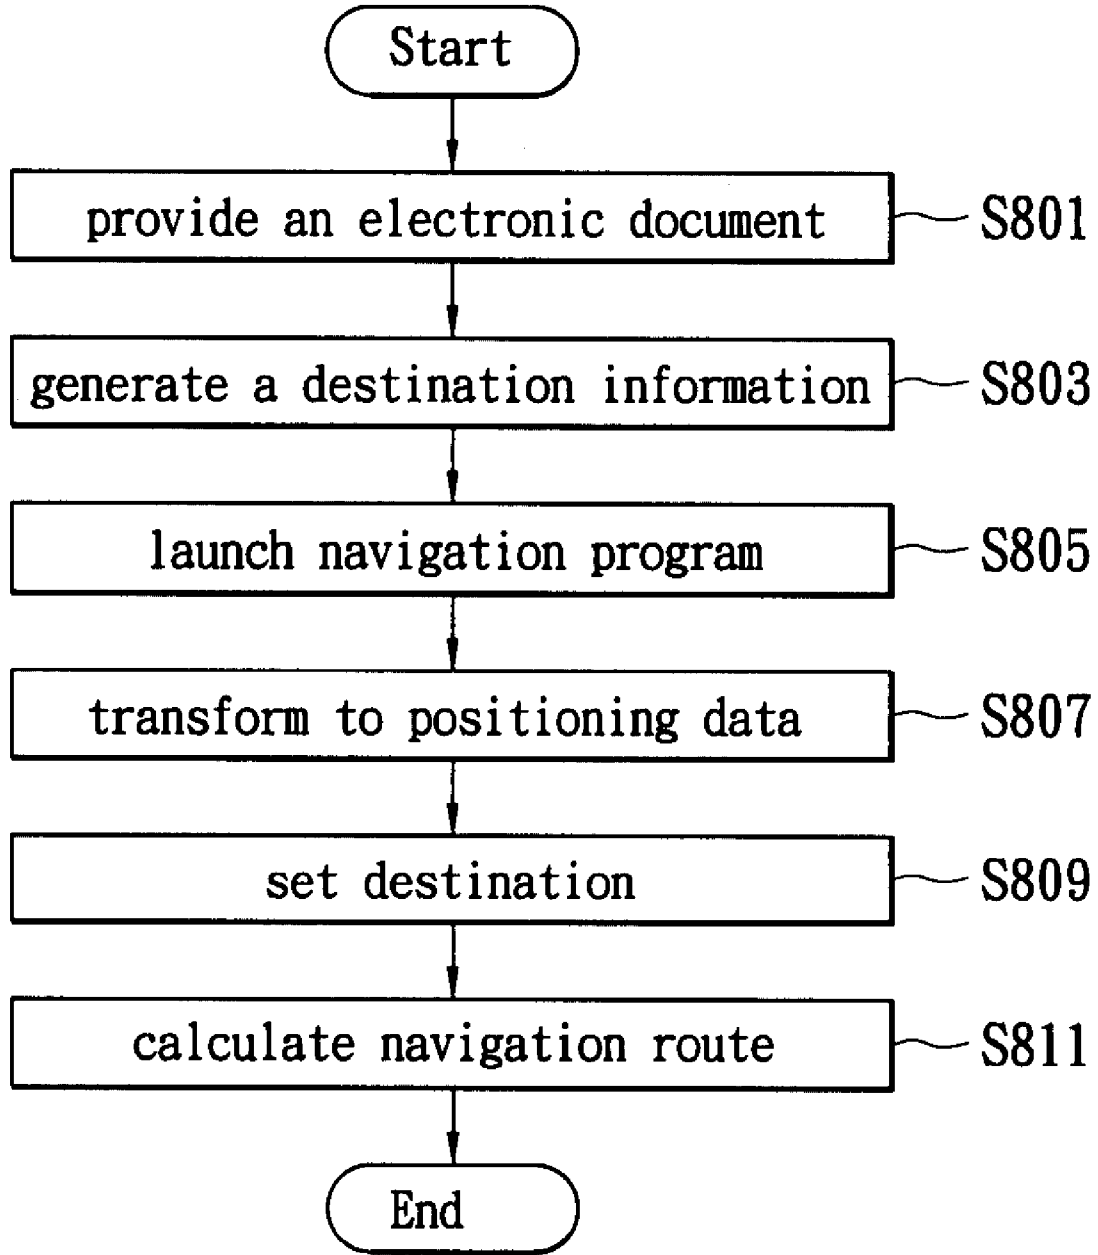 Start
provide an electronic document S801
generate a destination information S803
launch navigation program S805
transform to positioning data S807
set destination S809
calculate navigation route S811
End